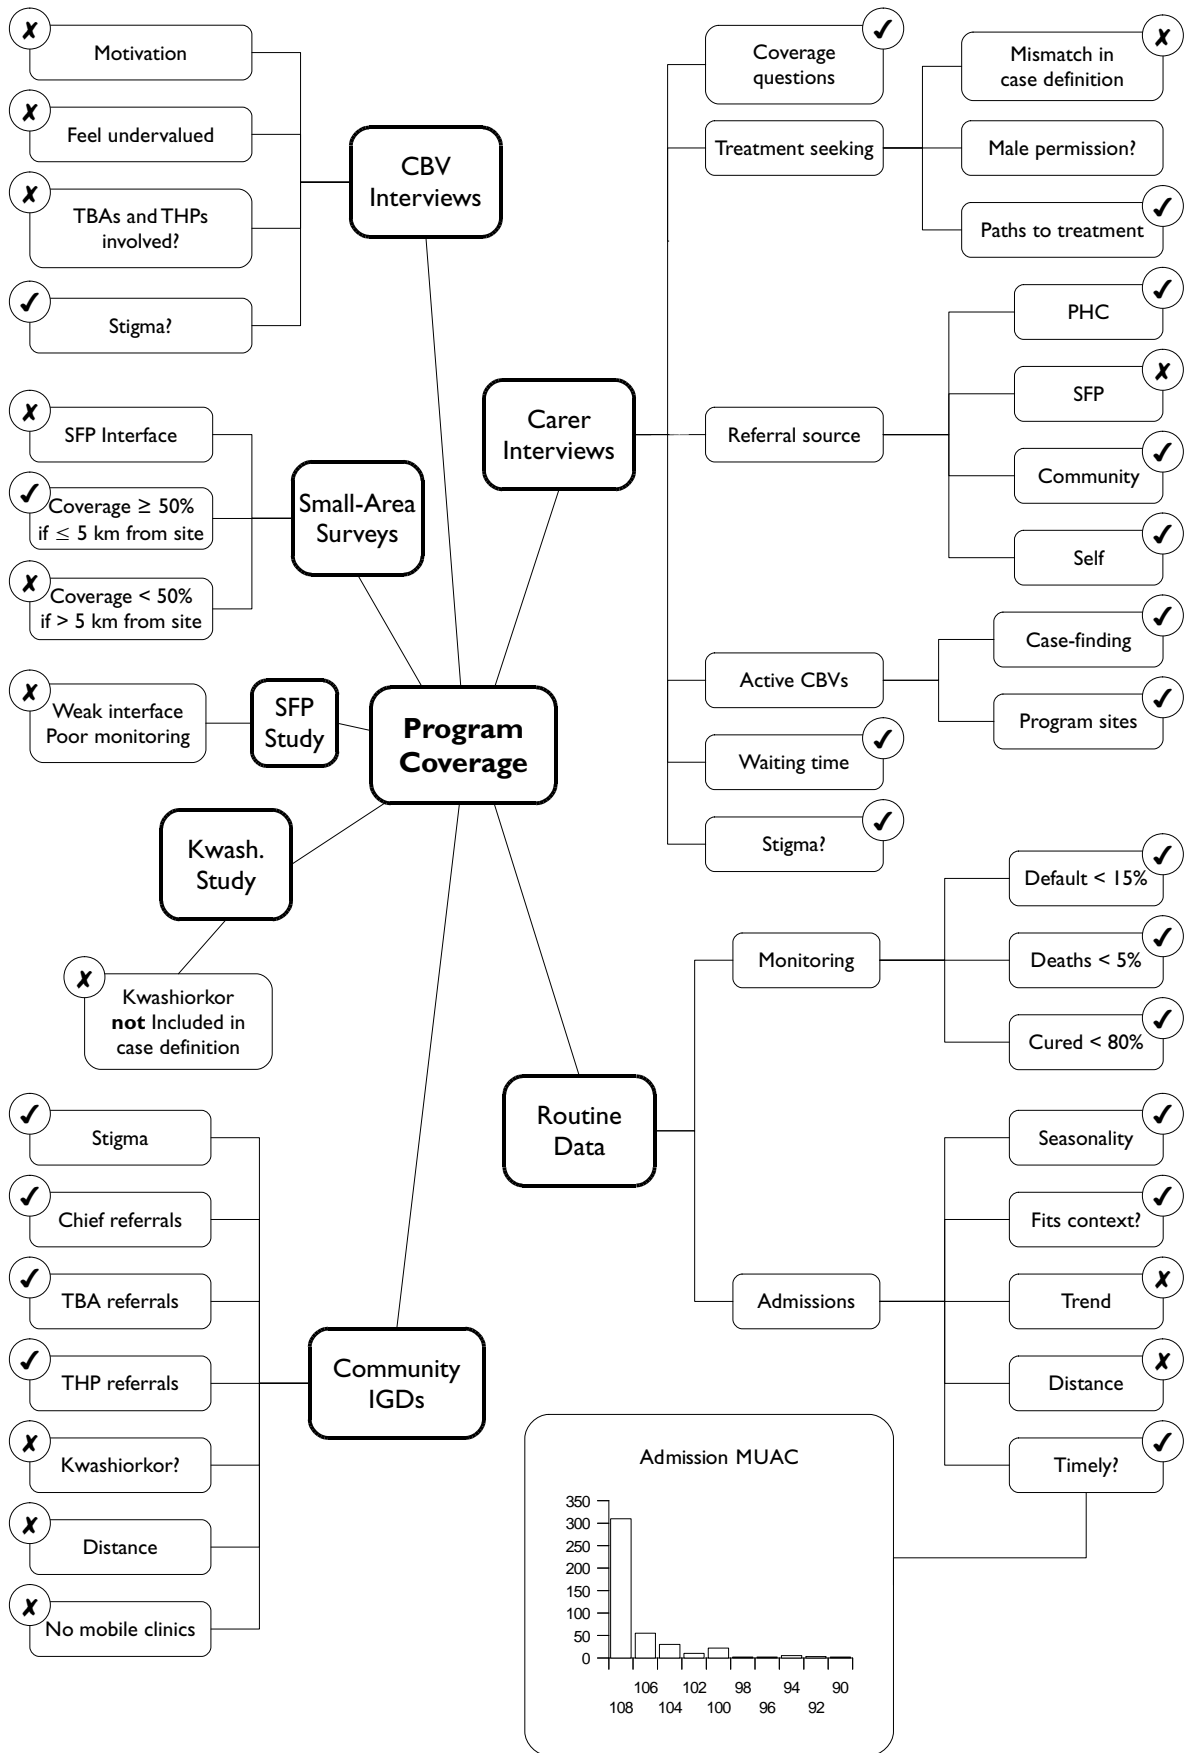 Motivation
Feel undervalued
TBAs and THPs
involved?
Stigma?
CBV
Interviews
Coverage
questions
Treatment seeking
Mismatch in
case definition
Male permission?
Paths to treatment
PHC
SFP
Community
Self
Referral source
Carer
Interviews
SFP Interface
Coverage ≥ 50%
if ≤ 5 km from site
Coverage < 50%
if > 5 km from site
Small-Area
Surveys
Active CBVs
Case-finding
Program sites
Waiting time
Stigma?
Weak interface
Poor monitoring
SFP
Study
Program
Coverage
Kwash.
Study
Kwashiorkor
not Included in
case definition
Default < 15%
Deaths < 5%
Cured < 80%
Monitoring
Routine
Data
Seasonality
Fits context?
Trend
Distance
Timely?
Admissions
Stigma
Chief referrals
TBA referrals
THP referrals
Kwashiorkor?
Distance
No mobile clinics
Community
IGDs
Admission MUAC
350
300
250
200
150
100
50
0
106 102 98 94 90
108 104 100 96 92